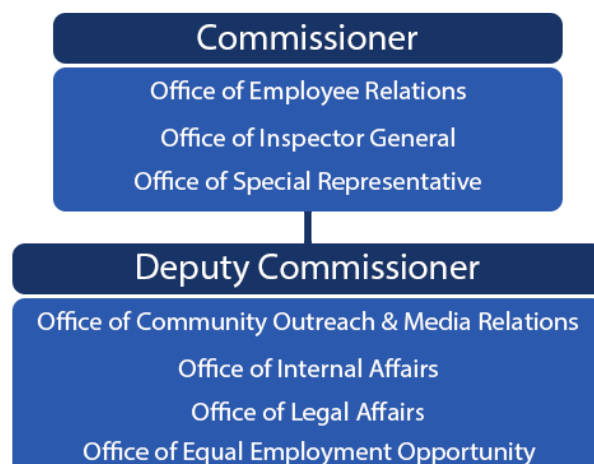 Commissioner
Office of Employee Relations
Office of Inspector General
Office of Special Representative
Deputy Commissioner
Office of Community Outreach & Media Relations
Office of Internal Affairs
Office of Legal Affairs
Office of Equal Employment Opportunity